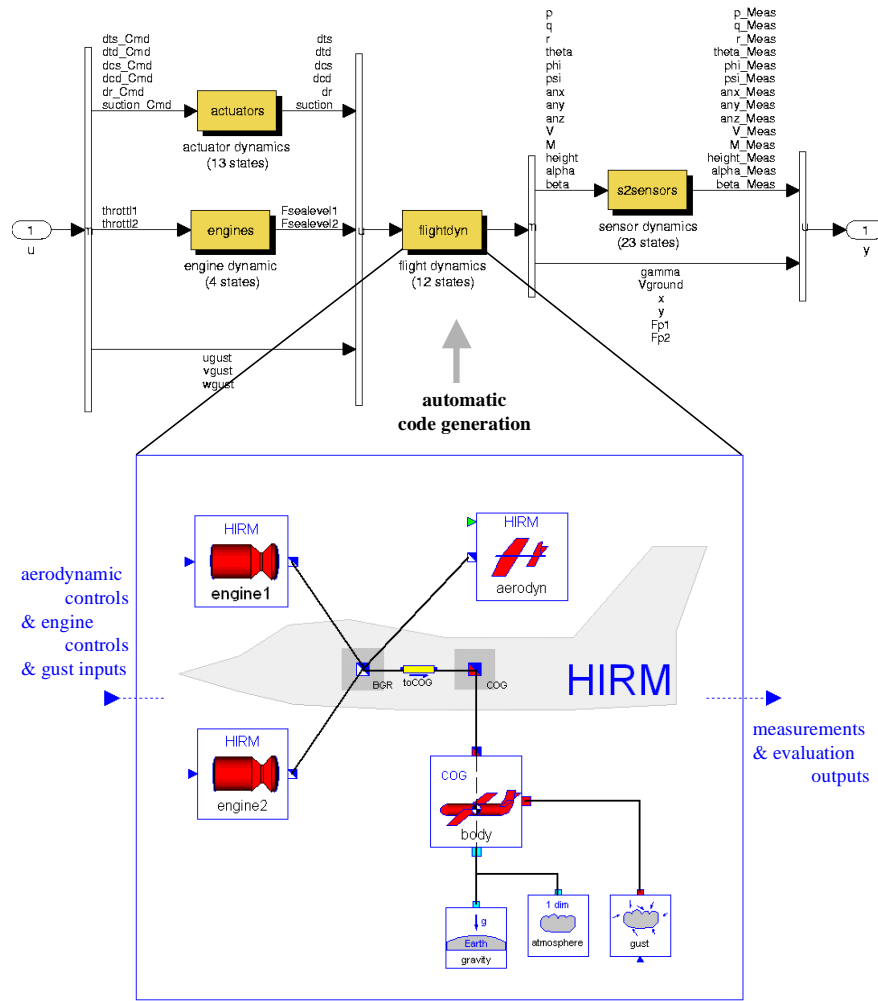 dts_Cmd
dtd_Cmd
dcs_Cmd
dcd_Cmd
dr_Cmd
suction_Cmd
dts
dtd
dcs
dcd
dr
suction
actuators
actuator dynamics
(13 states)
throttl1
throttl2
Fsealevel1
Fsealevel2
engines
engine dynamic
(4 states)
1
u
m
u
ugust
vgust
wgust
flightdyn
flight dynamics
(12 states)
p
q
r
theta
phi
psi
anx
any
anz
V
M
height
alpha
beta
p_Meas
q_Meas
r_Meas
theta_Meas
phi_Meas
psi_Meas
anx_Meas
any_Meas
anz_Meas
V_Meas
M_Meas
height_Meas
alpha_Meas
beta_Meas
s2sensors
sensor dynamics
(23 states)
m
u
1
y
gamma
Vground
x
y
Fp1
Fp2
automatic
code generation
HIRM
engine1
HIRM
aerodyn
aerodynamic
controls
& engine
controls
& gust inputs
BGR
toCOG
COG
HIRM
measurements
& evaluation
outputs
HIRM
engine2
COG
body
g
Earth
gravity
1 dim
atmosphere
gust